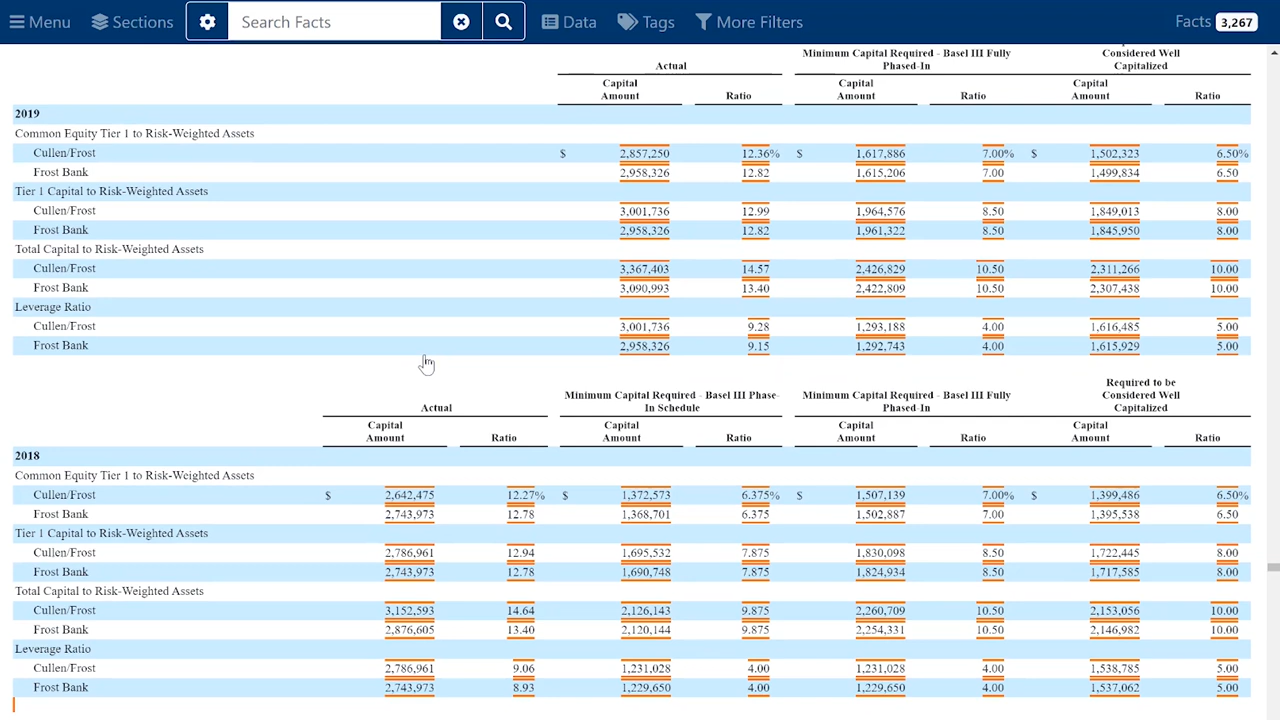 Menu Sections Search Facts Data Tags More Filters Facts 3,267
Minimum Capital Required - Basel III Fully Considered Well
Actual Phased-In Capitalized
Capital Capital Capital
Amount Ratio Amount Ratio Amount Ratio
2019
Common Equity Tier 1 to Risk-Weighted Assets
Cullen/Frost $ 2,857,250 12.36% $ 1,617,886 7.00% $ 1,502,323 6.50%
Frost Bank 2,958,326 12.82 1,615,206 7.00 1,499,834 6.50
Tier 1 Capital to Risk-Weighted Assets
Cullen/Frost 3,001,736 12.99 1,964,576 8.50 1,849,013 8.00
Frost Bank 2,958,326 12.82 1,961,322 8.50 1,845,950 8.00
Total Capital to Risk-Weighted Assets
Cullen/Frost 3,367,403 14.57 2,426,829 10.50 2,311,266 10.00
Frost Bank 3,090,993 13.40 2,422,809 10.50 2,307,438 10.00
Leverage Ratio
Cullen/Frost 3,001,736 9.28 1,293,188 4.00 1,616,485 5.00
Frost Bank 2,958,326 9.15 1,292,743 4.00 1,615,929 5.00
Required to be
Minimum Capital Required - Basel III Phase- Minimum Capital Required - Basel III Fully Considered Well
Actual In Schedule Phased-In Capitalized
Capital Capital Capital Capital
Amount Ratio Amount Ratio Amount Ratio Amount Ratio
2018
Common Equity Tier 1 to Risk-Weighted Assets
Cullen/Frost $ 2,642,475 12.27% $ 1,372,573 6.375% $ 1,507,139 7.00% $ 1,399,486 6.50%
Frost Bank 2,743,973 12.78 1,368,701 6.375 1,502,887 7.00 1,395,538 6.50
Tier 1 Capital to Risk-Weighted Assets
Cullen/Frost 2,786,961 12.94 1,695,532 7.875 1,830,098 8.50 1,722,445 8.00
Frost Bank 2,743,973 12.78 1,690,748 7.875 1,824,934 8.50 1,717,585 8.00
Total Capital to Risk-Weighted Assets
Cullen/Frost 3,152,593 14.64 2,126,143 9.875 2,260,709 10.50 2,153,056 10.00
Frost Bank 2,876,605 13.40 2,120,144 9.875 2,254,331 10.50 2,146,982 10.00
Leverage Ratio
Cullen/Frost 2,786,961 9.06 1,231,028 4.00 1,231,028 4.00 1,538,785 5.00
Frost Bank 2,743,973 8.93 1,229,650 4.00 1,229,650 4.00 1,537,062 5.00